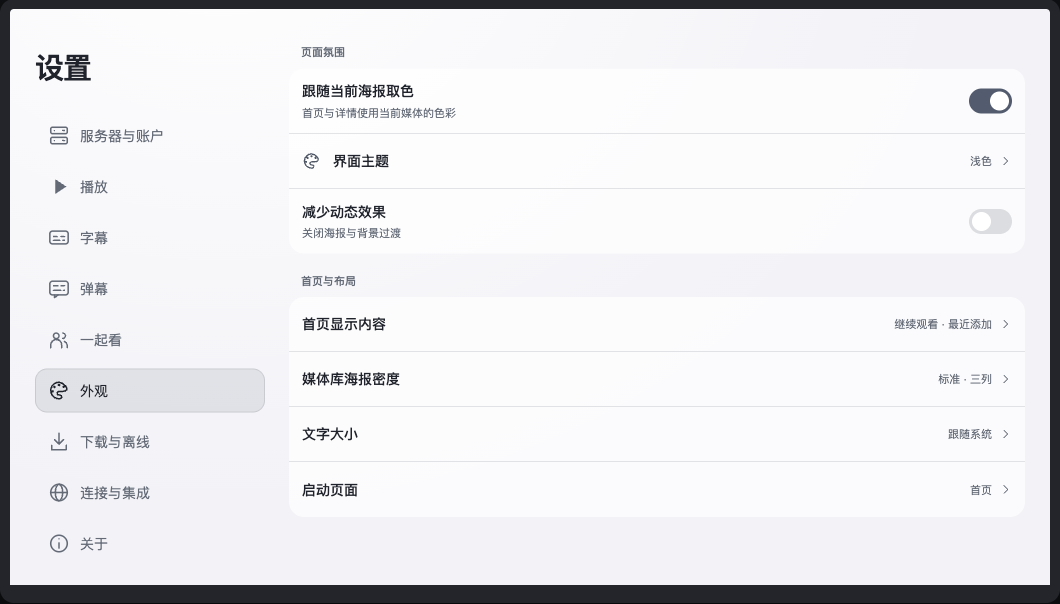 设置
服务器与账户
播放
字幕
弹幕
一起看
外观
下载与离线
连接与集成
关于
页面氛围
跟随当前海报取色
首页与详情使用当前媒体的色彩
界面主题
浅色
减少动态效果
关闭海报与背景过渡
首页与布局
首页显示内容
继续观看 · 最近添加
媒体库海报密度
标准 · 三列
文字大小
跟随系统
启动页面
首页